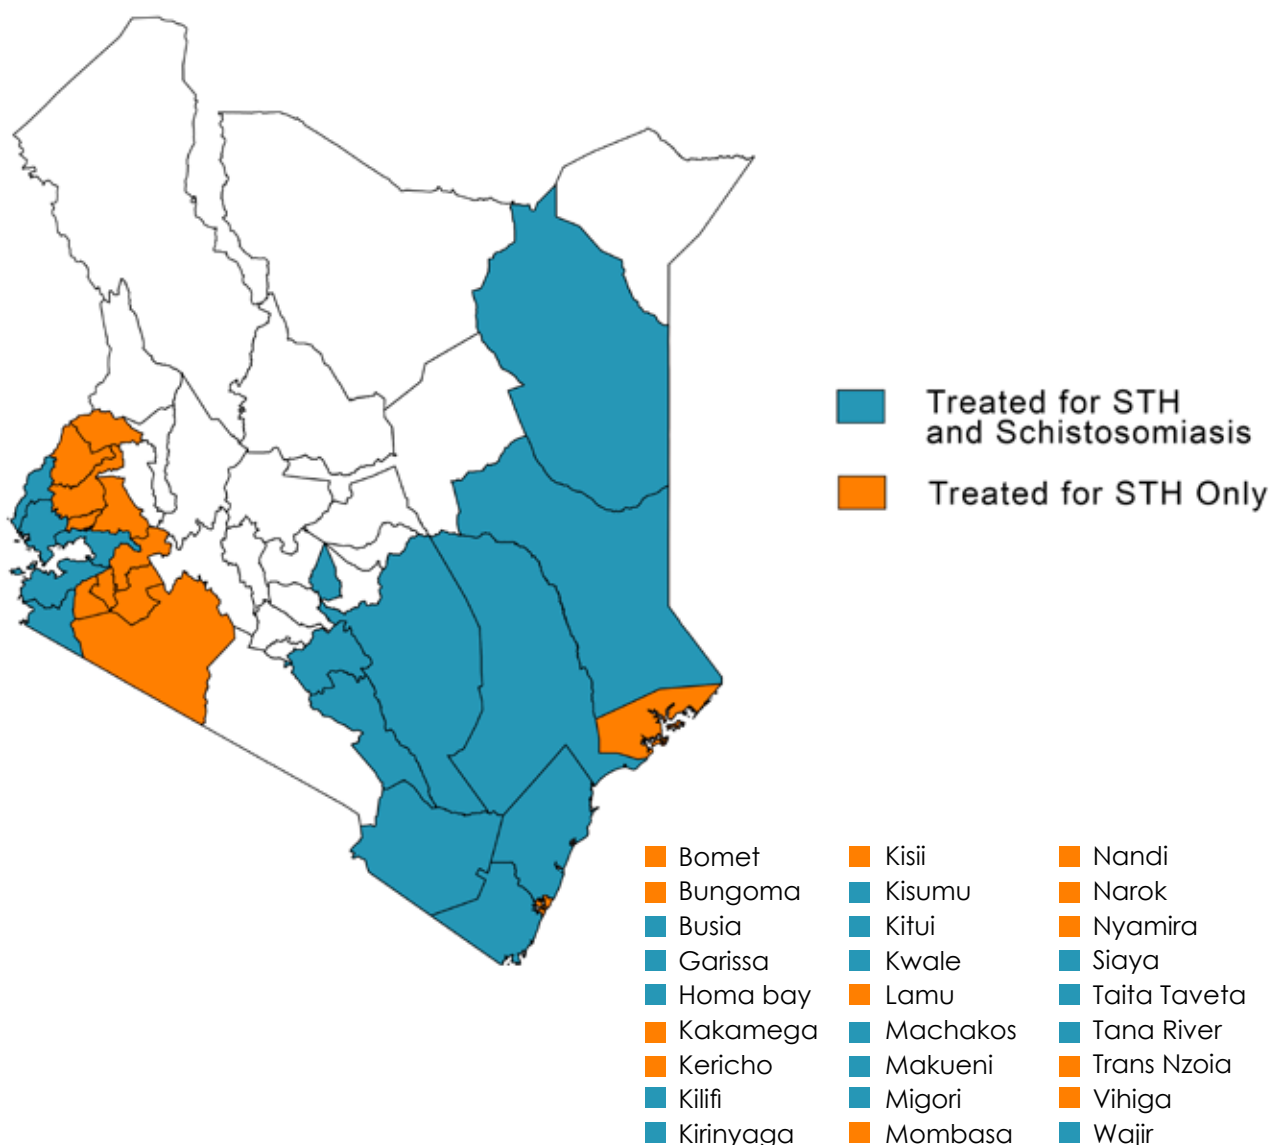 Treated for STH
and Schistosomiasis
Treated for STH Only
Bomet
Bungoma
Busia
Garissa
Homa bay
Kakamega
Kericho
Kilifi
Kirinyaga
Kisii
Kisumu
Kitui
Kwale
Lamu
Machakos
Makueni
Migori
Mombasa
Nandi
Narok
Nyamira
Siaya
Taita Taveta
Tana River
Trans Nzoia
Vihiga
Wajir